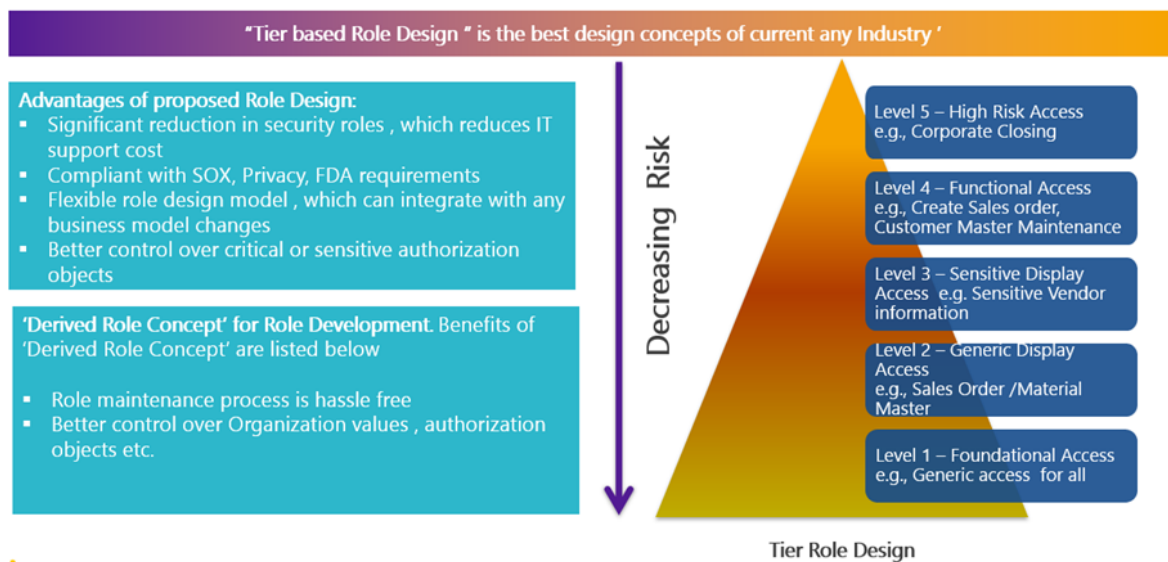 “Tier based Role Design ” is the best design concepts of current any Industry ’
Advantages of proposed Role Design:
▪ Significant reduction in security roles , which reduces IT
support cost
▪ Compliant with SOX, Privacy, FDA requirements
▪ Flexible role design model , which can integrate with any
business model changes
▪ Better control over critical or sensitive authorization
objects
‘Derived Role Concept’ for Role Development. Benefits of
‘Derived Role Concept’ are listed below
▪ Role maintenance process is hassle free
▪ Better control over Organization values , authorization
objects etc.
Decreasing Risk
Level 5 – High Risk Access
e.g., Corporate Closing
Level 4 – Functional Access
e.g., Create Sales order,
Customer Master Maintenance
Level 3 – Sensitive Display
Access e.g. Sensitive Vendor
information
Level 2 – Generic Display
Access
e.g., Sales Order /Material
Master
Level 1 – Foundational Access
e.g., Generic access for all
Tier Role Design